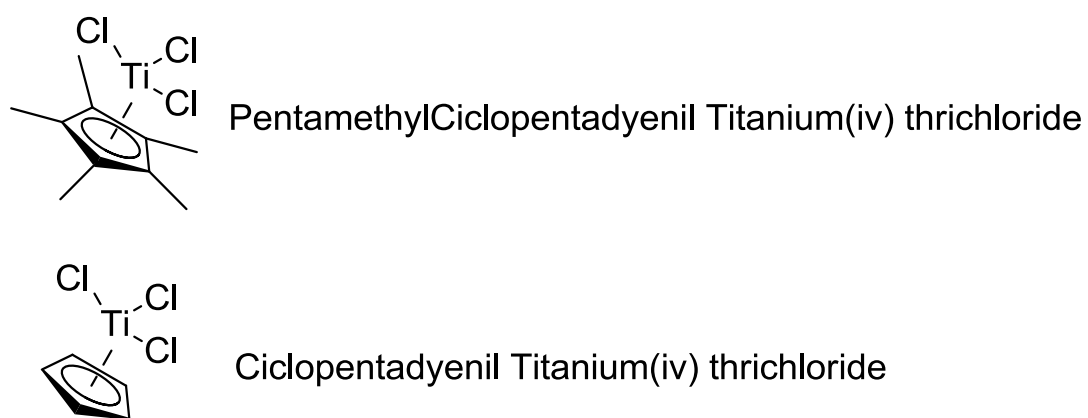 Cl
Cl
Ti
Cl
PentamethylCiclopentadyenil Titanium(iv) thrichloride
Cl
Cl
Ti
Cl
Ciclopentadyenil Titanium(iv) thrichloride